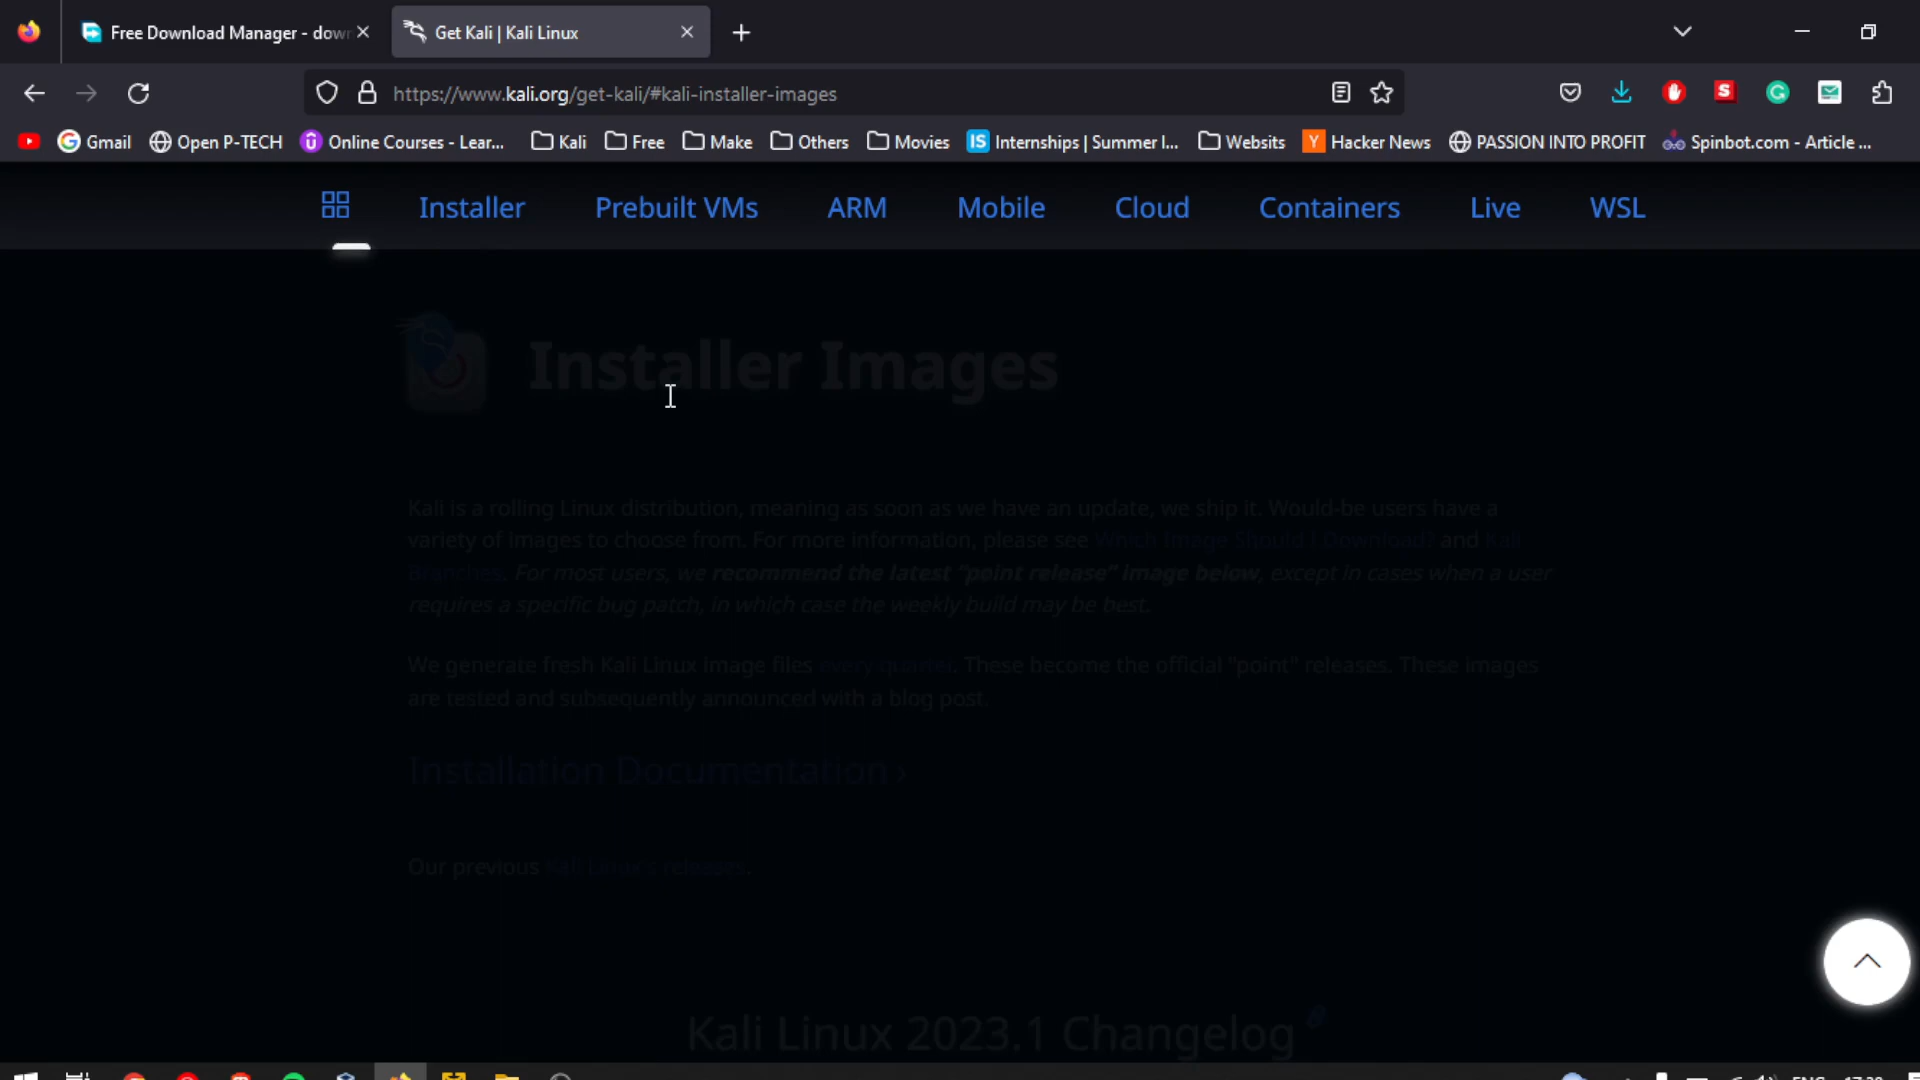 Free Download Manager - dow
Get Kali | Kali Linux
https://www.kali.org/get-kali/#kali-installer-images
Gmail
Open P-TECH
Online Courses - Lear...
Kali
Free
Make
Others
Movies
IS Internships | Summer I...
Websits
Y Hacker News
PASSION INTO PROFIT
Spinbot.com - Article ...
Installer
Prebuilt VMs
ARM
Mobile
Cloud
Containers
Live
WSL
Installer Images
Kali is a rolling Linux distribution, meaning as soon as we have an update, we ship it. Would-be users have a
variety of images to choose from. For more information, please see Which Image Should I Download? and Kali
Branches. For most users, we recommend the latest "point release" image below, except in cases when a user
requires a specific bug patch, in which case the weekly build may be best.
We generate fresh Kali Linux image files every quarter. These become the official "point" releases. These images
are tested and subsequently announced with a blog post.
Installation Documentation ›
Our previous Kali Linux's releases.
Kali Linux 2023.1 Changelog